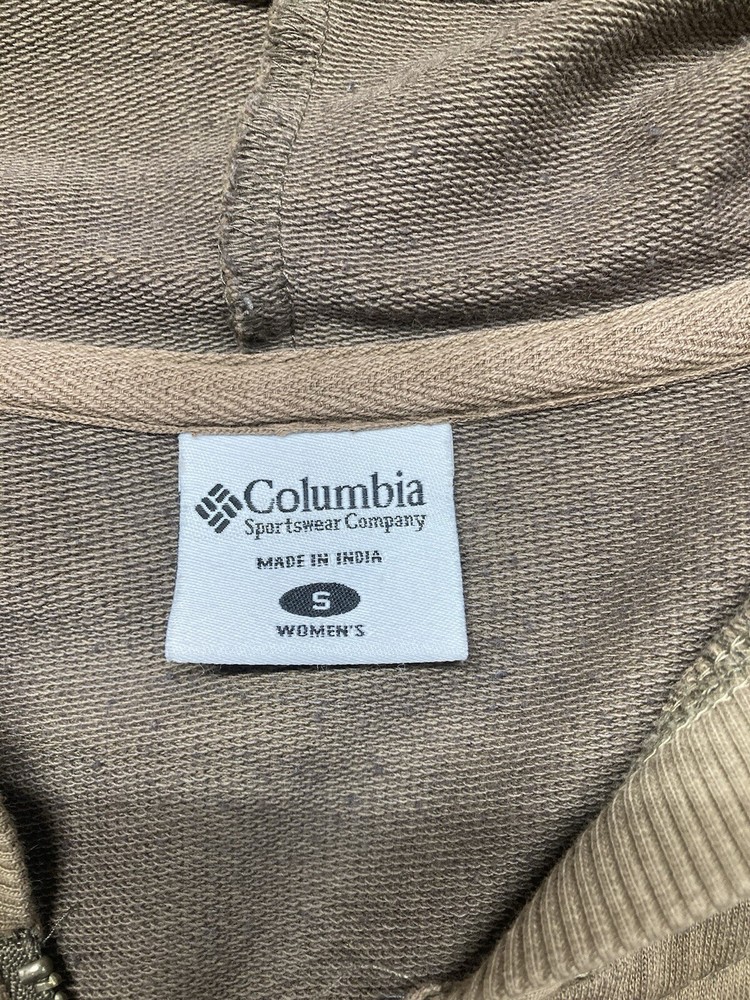 Columbia
Sportswear Company
MADE IN INDIA
S
WOMEN'S